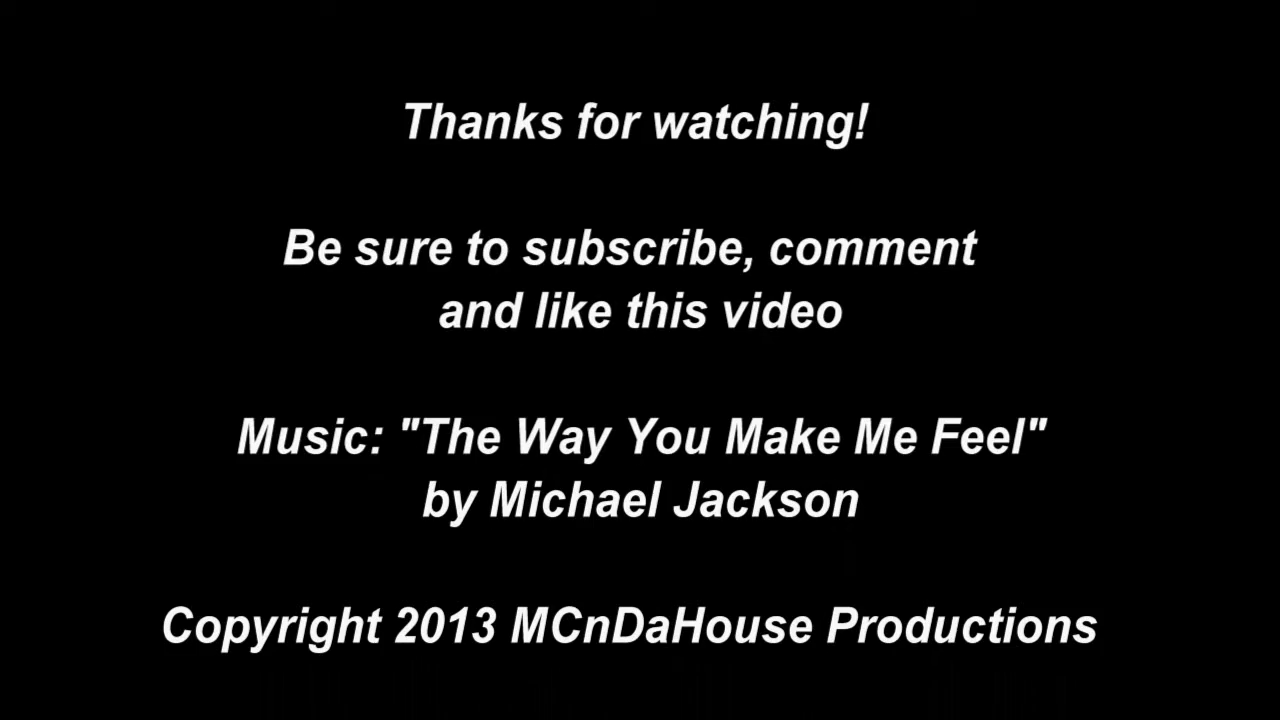 Thanks for watching!
Be sure to subscribe, comment
and like this video
Music: "The Way You Make Me Feel"
by Michael Jackson
Copyright 2013 MCnDaHouse Productions